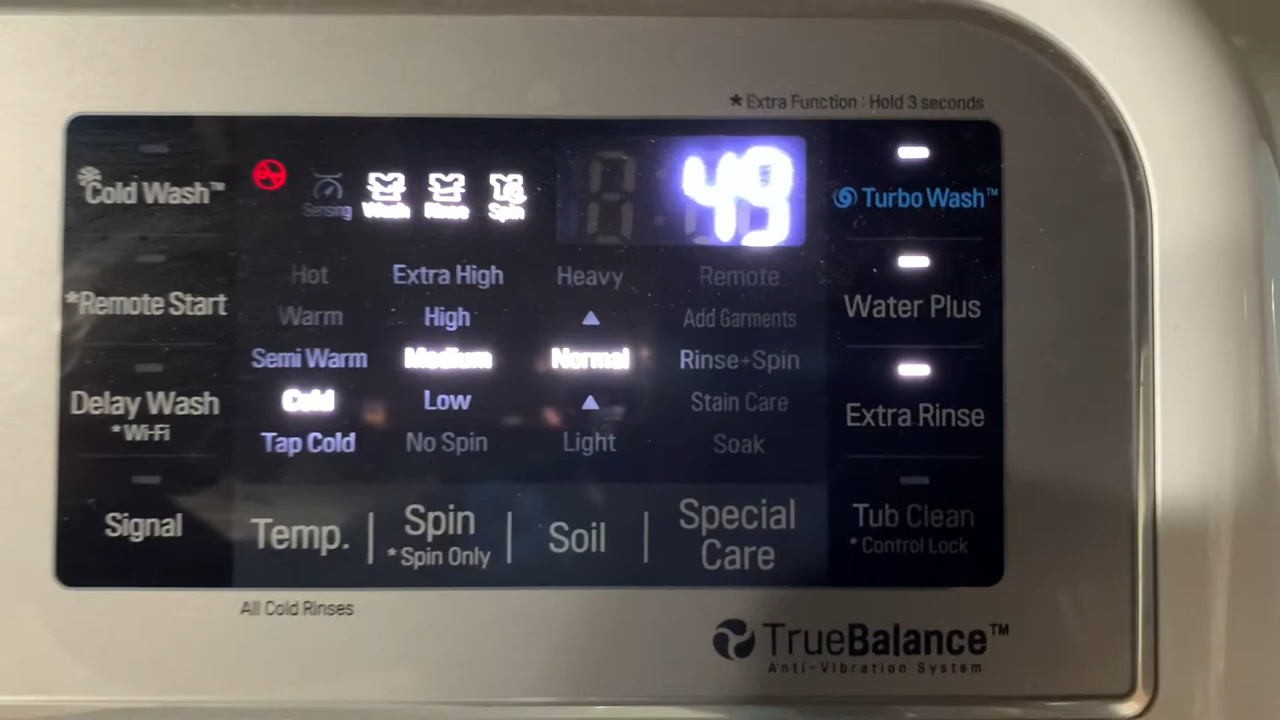 * Extra Function : Hold 3 seconds
Cold Wash™
Sensing Wash Rinse Spin
49
Turbo Wash™
Hot Extra High Heavy Remote
*Remote Start
Warm High ▲ Add Garments
Water Plus
Semi Warm Medium Normal Rinse+Spin
Delay Wash
* Wi-Fi
Cold Low ▲ Stain Care
Extra Rinse
Tap Cold No Spin Light Soak
Signal
Temp. | Spin | Soil | Special Care
* Spin Only
Tub Clean
* Control Lock
All Cold Rinses
TrueBalance™
Anti-Vibration System